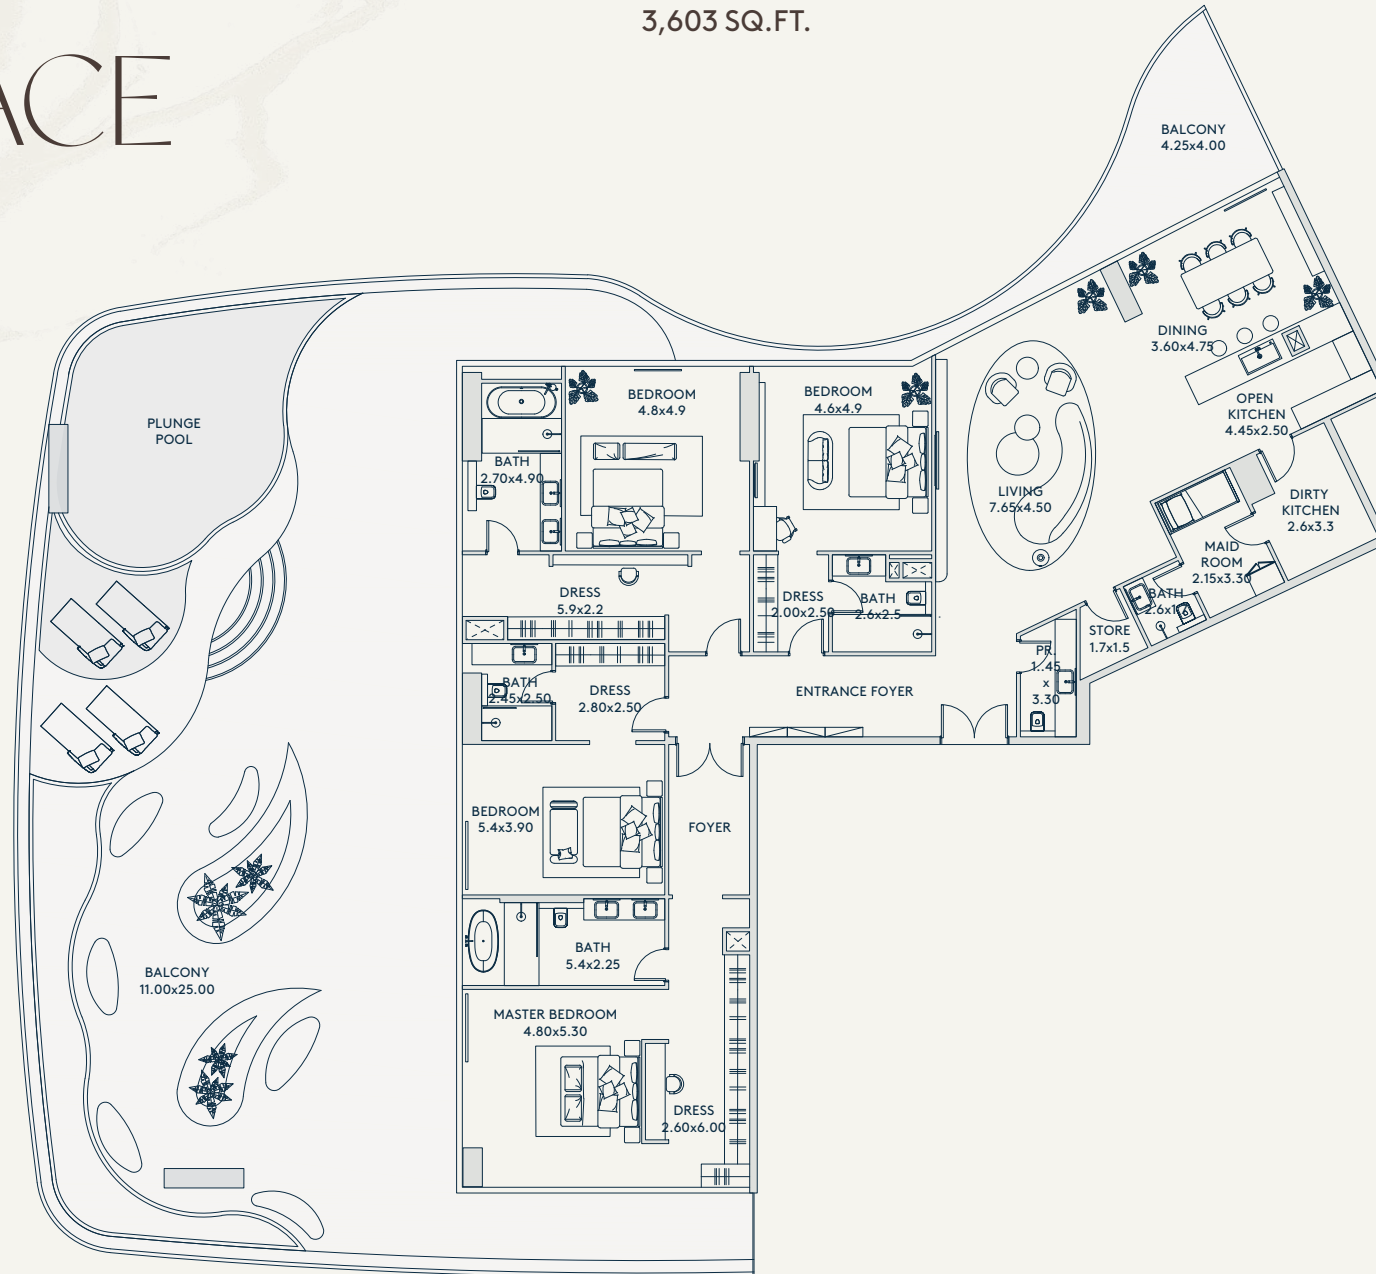 3,603 SQ.FT.
ACE
BALCONY
4.25x4.00
DINING
3.60x4.75
PLUNGE
POOL
BEDROOM
4.8x4.9
BEDROOM
4.6x4.9
OPEN
KITCHEN
4.45x2.50
BATH
2.70x4.90
LIVING
7.65x4.50
DIRTY
KITCHEN
2.6x3.3
MAID
ROOM
2.15x3.30
DRESS
5.9x2.2
DRESS
2.00x2.50
BATH
2.6x2.5
BATH
STORE
1.7x1.5
PR.
1..45
x
3.30
BATH
2.45x2.50
DRESS
2.80x2.50
ENTRANCE FOYER
BEDROOM
5.4x3.90
FOYER
BATH
5.4x2.25
BALCONY
11.00x25.00
MASTER BEDROOM
4.80x5.30
DRESS
2.60x6.00